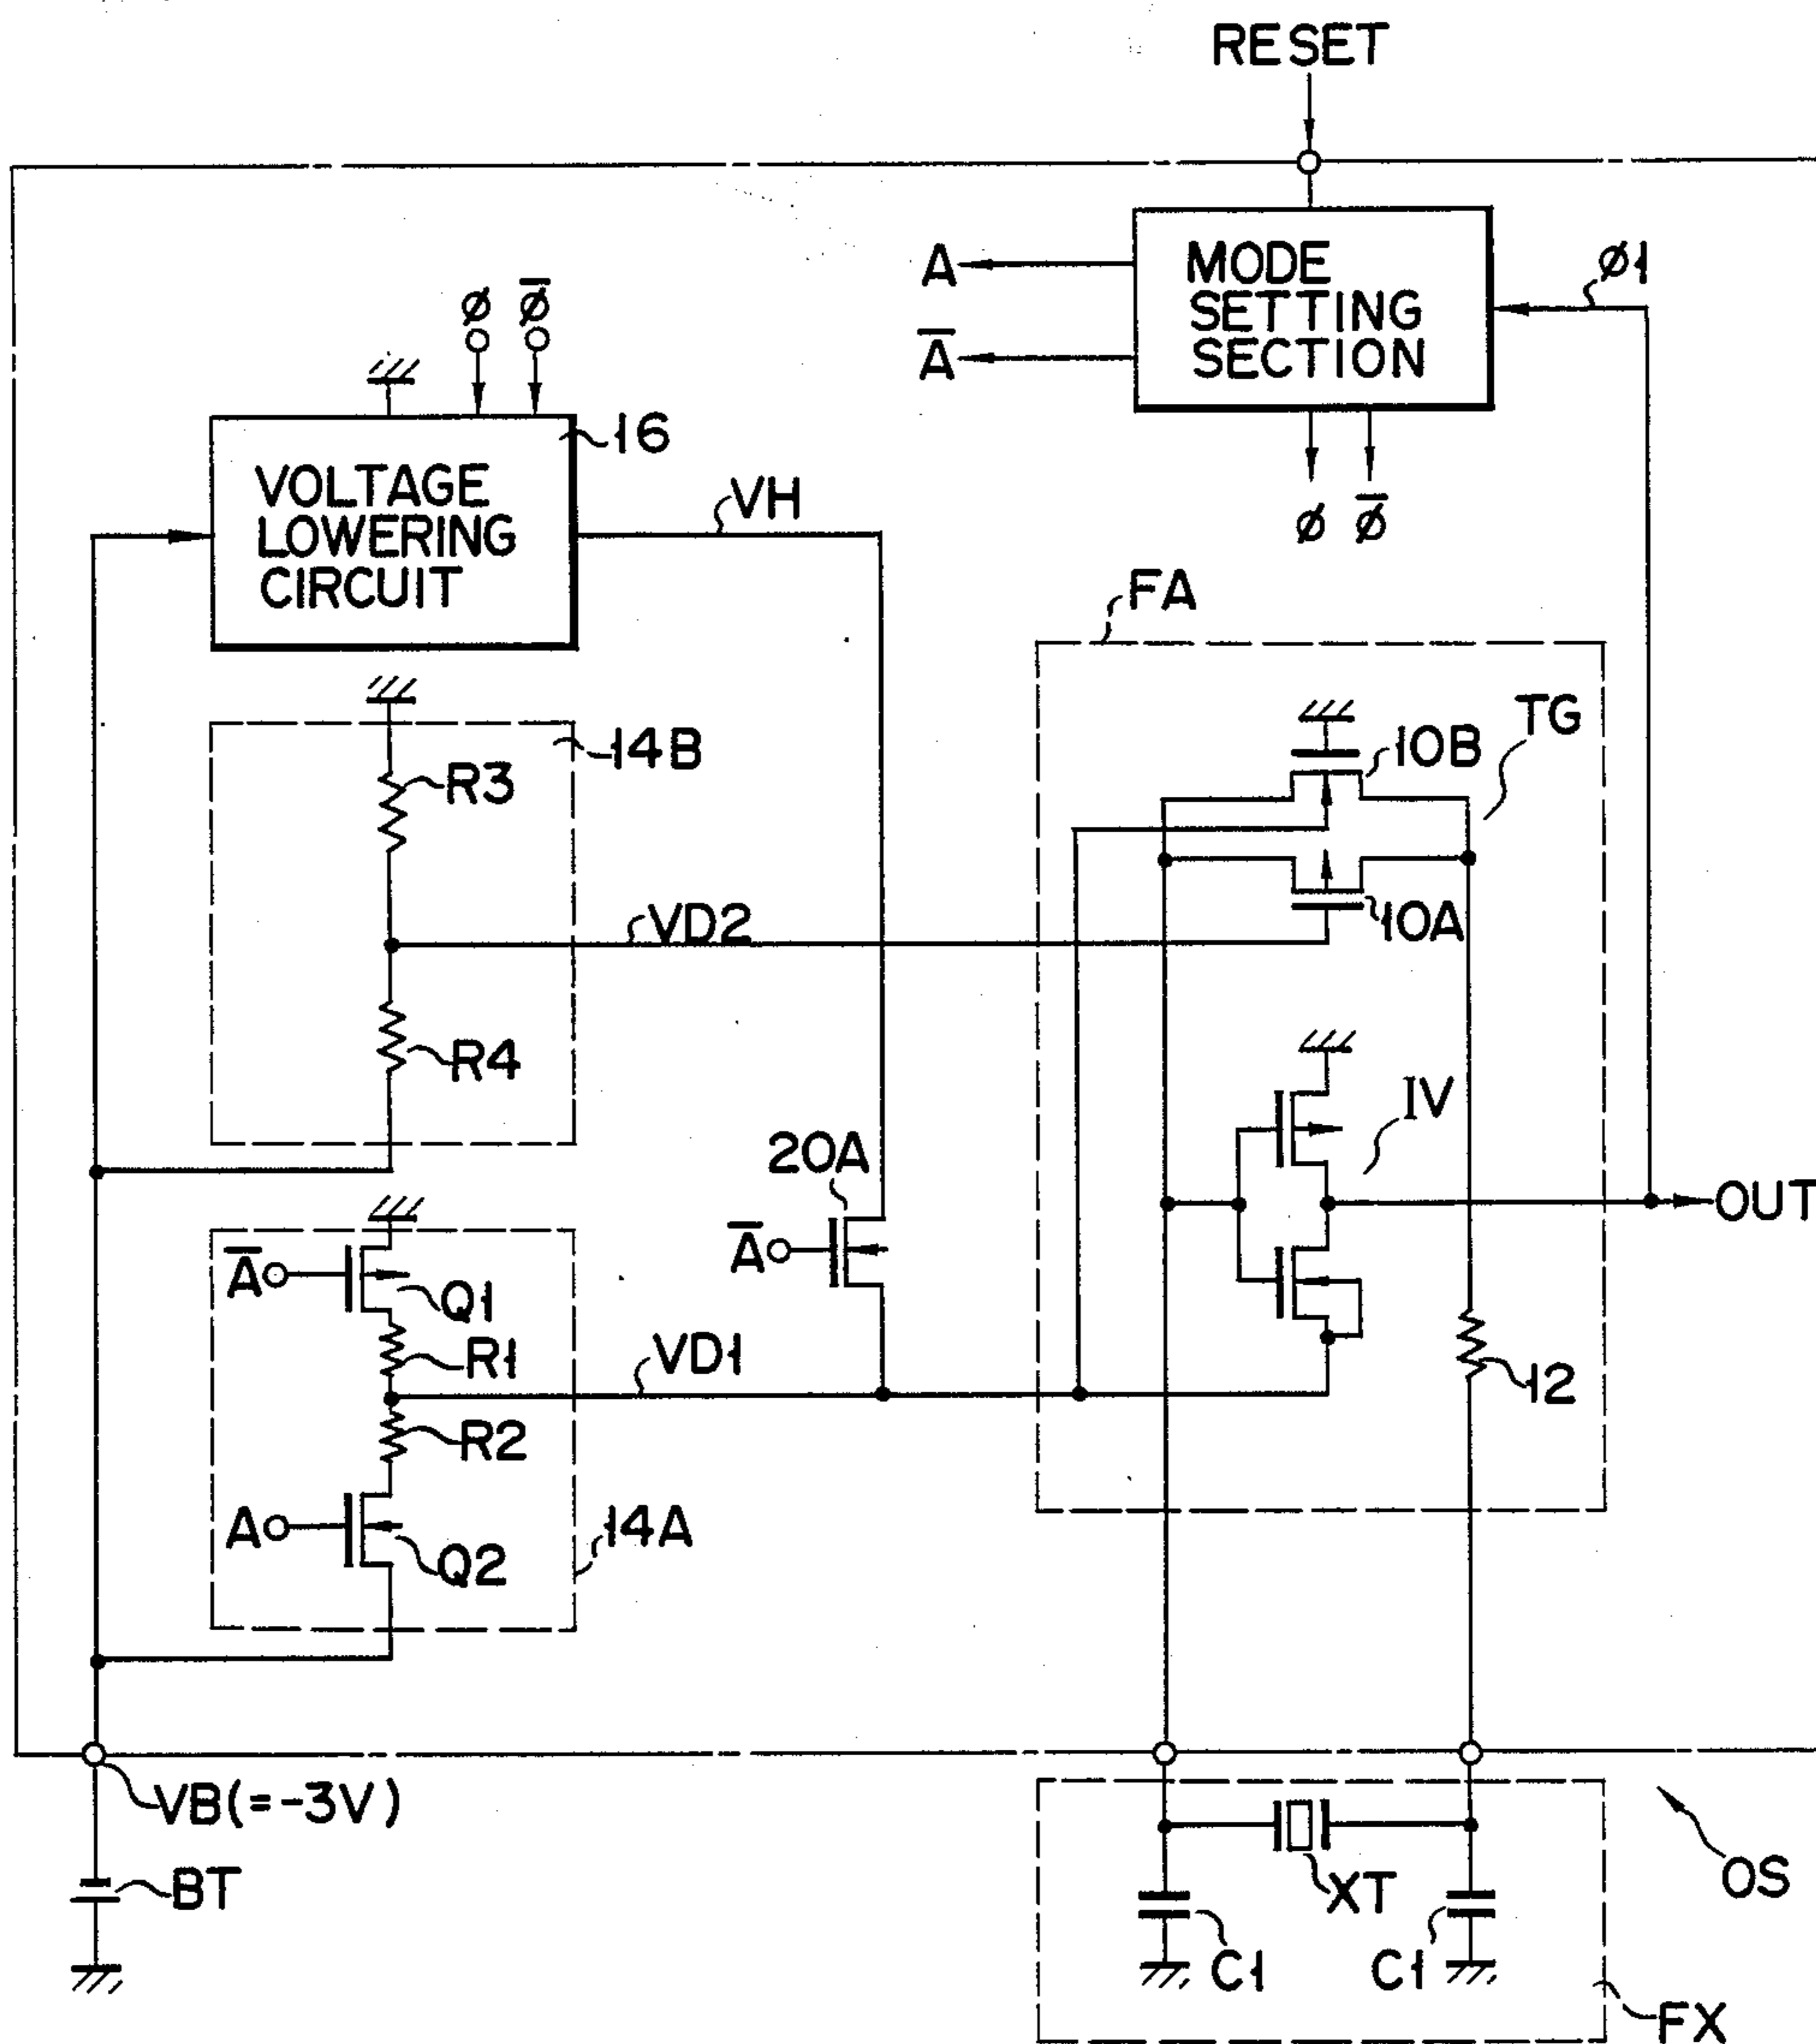 RESET
A
A̅
MODE
SETTING
SECTION
ø1
ø ø̅
ø ø̅
16
VOLTAGE
LOWERING
CIRCUIT
VH
FA
14B
R3
TG
10B
10A
VD2
R4
IV
20A
A̅
OUT
A̅
Q1
R1
VD1
12
R2
A
Q2
14A
VB(=-3V)
BT
XT
OS
C1
C1
FX